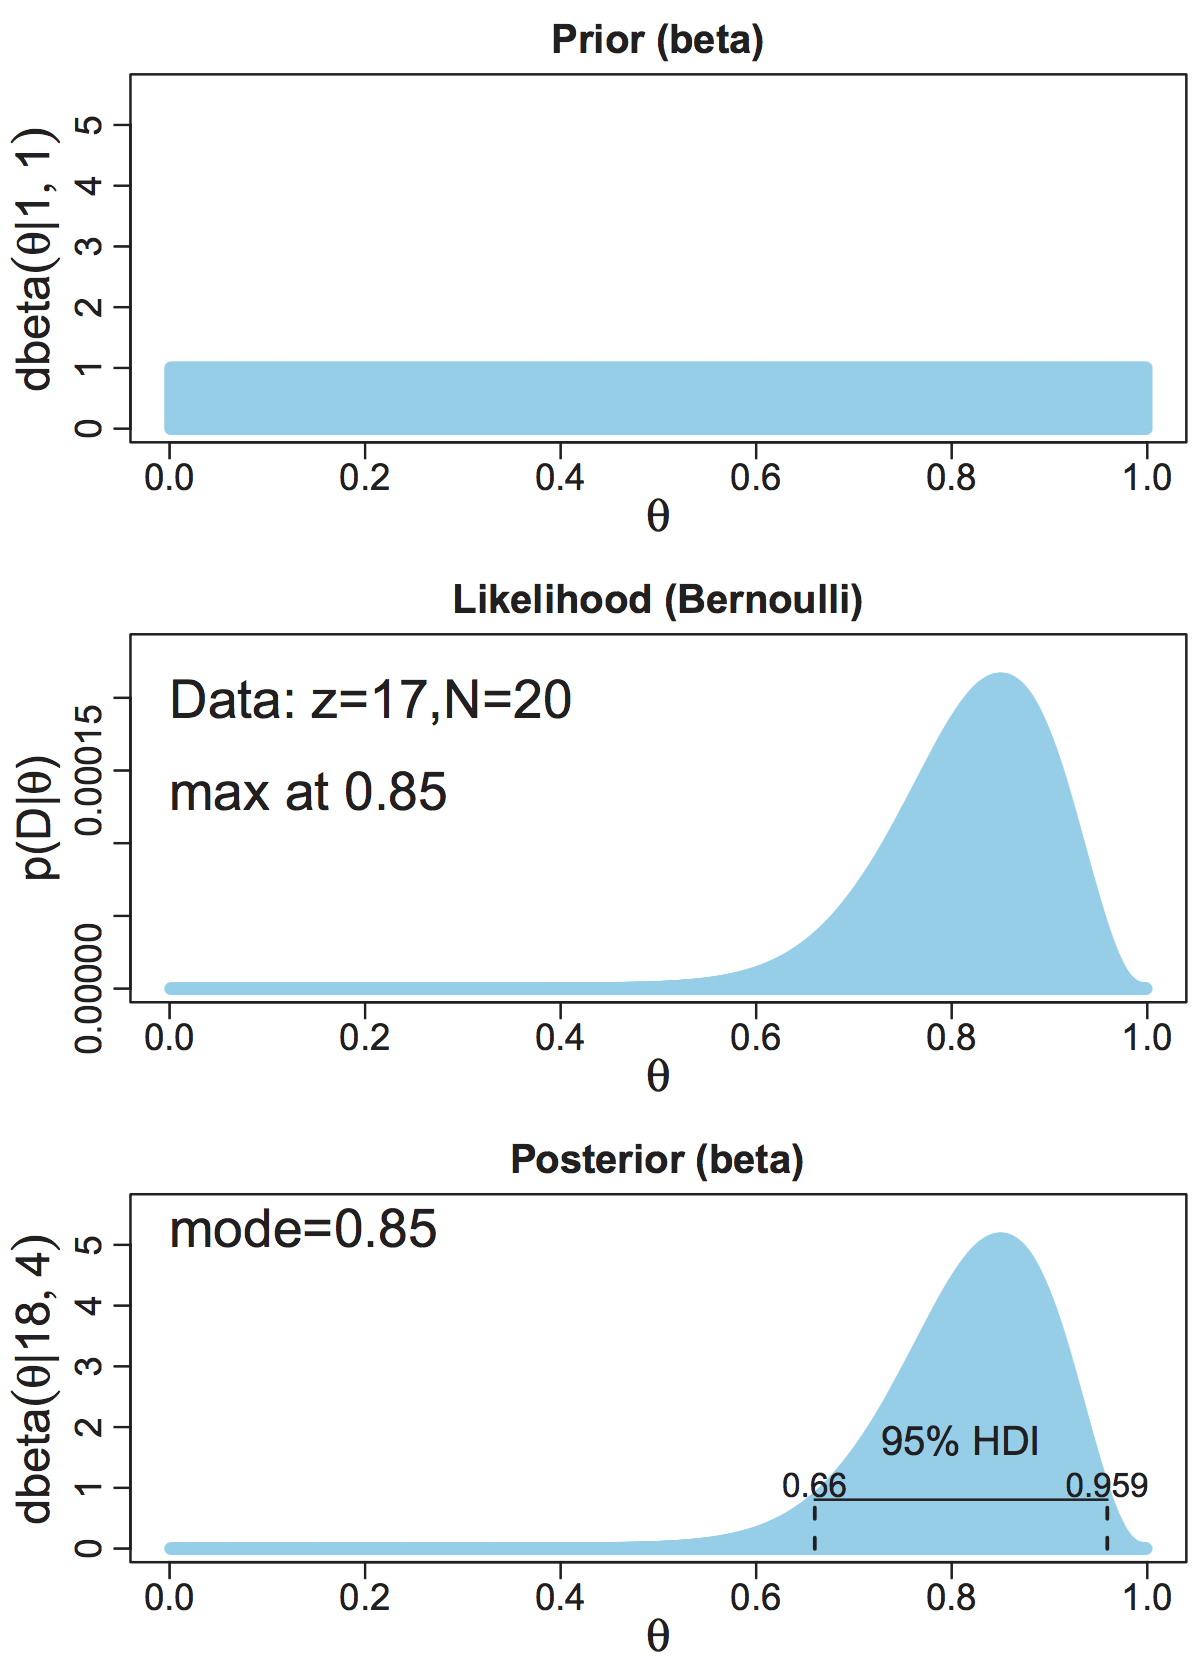 Prior (beta)
dbeta(θ|1, 1)
5
4
3
2
1
0
0.0 0.2 0.4 0.6 0.8 1.0
θ
Likelihood (Bernoulli)
p(D|θ)
0.00015
0.00000
Data: z=17,N=20
max at 0.85
0.0 0.2 0.4 0.6 0.8 1.0
θ
Posterior (beta)
dbeta(θ|18, 4)
5
4
3
2
1
0
mode=0.85
95% HDI
0.66 0.959
0.0 0.2 0.4 0.6 0.8 1.0
θ